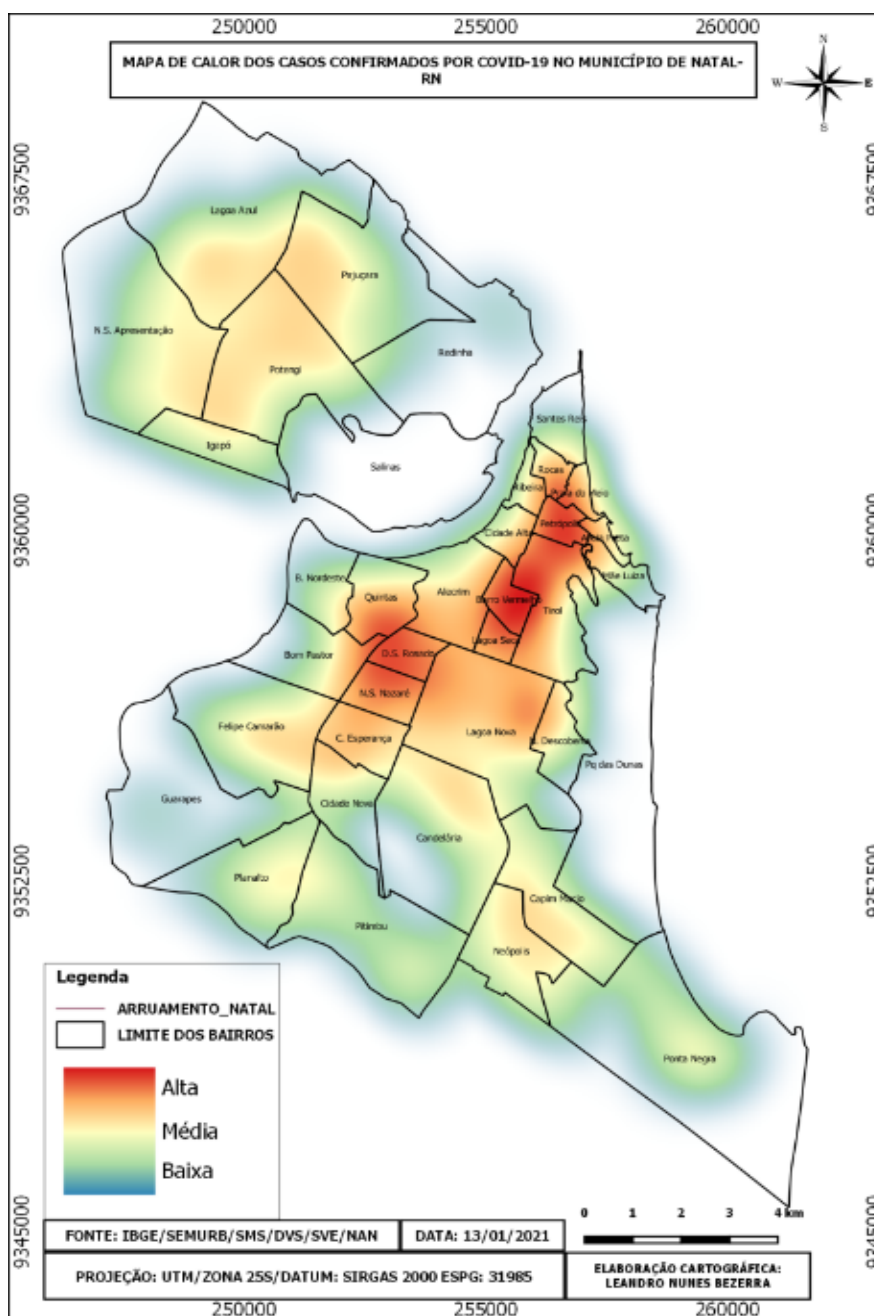 250000 255000 260000
MAPA DE CALOR DOS CASOS CONFIRMADOS POR COVID-19 NO MUNICÍPIO DE NATAL-
RN
N
W E
S
9367500 9367500
Lagoa Azul
Pajuçara
N.S. Apresentação
Redinha
Potengi
Santos Reis
Igapó
Salinas
Rocas
Ribeira Praia do Meio
Petrópolis
9360000 9360000
Cidade Alta Areia Preta
B. Nordeste Mãe Luiza
Quintas Alecrim Barro Vermelho
Tirol
Lagoa Seca
Bom Pastor D.S. Rosado
N.S. Nazaré
Felipe Camarão C. Esperança Lagoa Nova N. Descoberta
Pq das Dunas
Guarapes Cidade Nova
Candelária
9352500 9352500
Planalto
Capim Macio
Pitimbu
Neópolis
Ponta Negra
Legenda
ARRUAMENTO_NATAL
LIMITE DOS BAIRROS
Alta
Média
Baixa
0 1 2 3 4 km
9345000 9345000
FONTE: IBGE/SEMURB/SMS/DVS/SVE/NAN DATA: 13/01/2021
PROJEÇÃO: UTM/ZONA 25S/DATUM: SIRGAS 2000 ESPG: 31985
ELABORAÇÃO CARTOGRÁFICA:
LEANDRO NUNES BEZERRA
250000 255000 260000